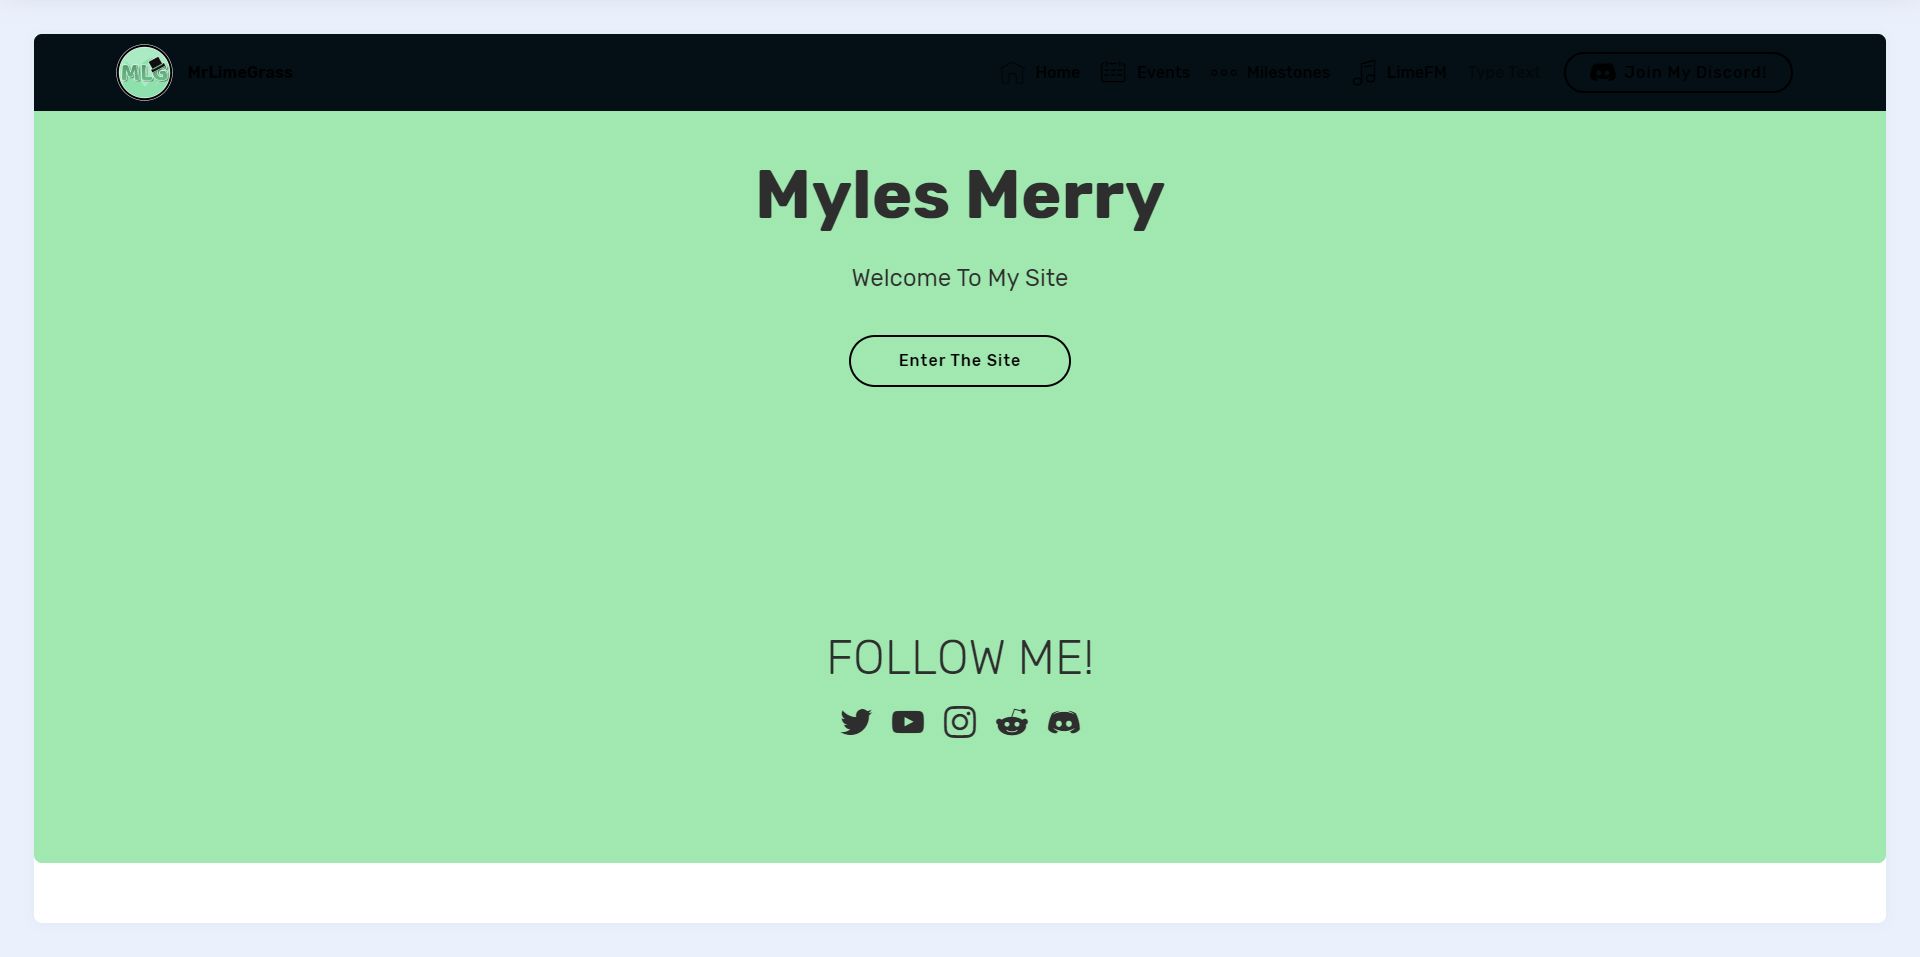 MLG MrLimeGrass Home Events Milestones LimeFM Type Text Join My Discord!
Myles Merry
Welcome To My Site
Enter The Site
FOLLOW ME!